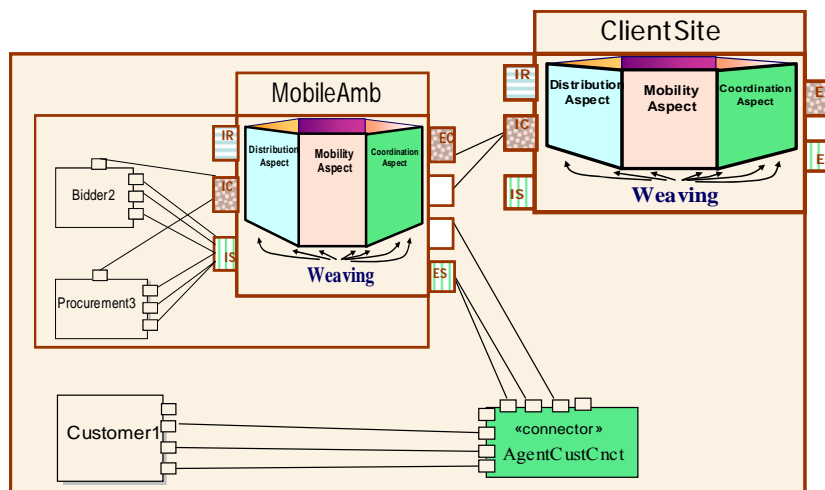 ClientSite
MobileAmb
IR
Distribution
Aspect
Mobility
Aspect
Coordination
Aspect
E
IC
IS
E
Weaving
IR
Distribution
Aspect
Mobility
Aspect
Coordination
Aspect
EC
IC
IS
ES
Weaving
Bidder2
Procurement3
Customer1
«connector»
AgentCustCnct